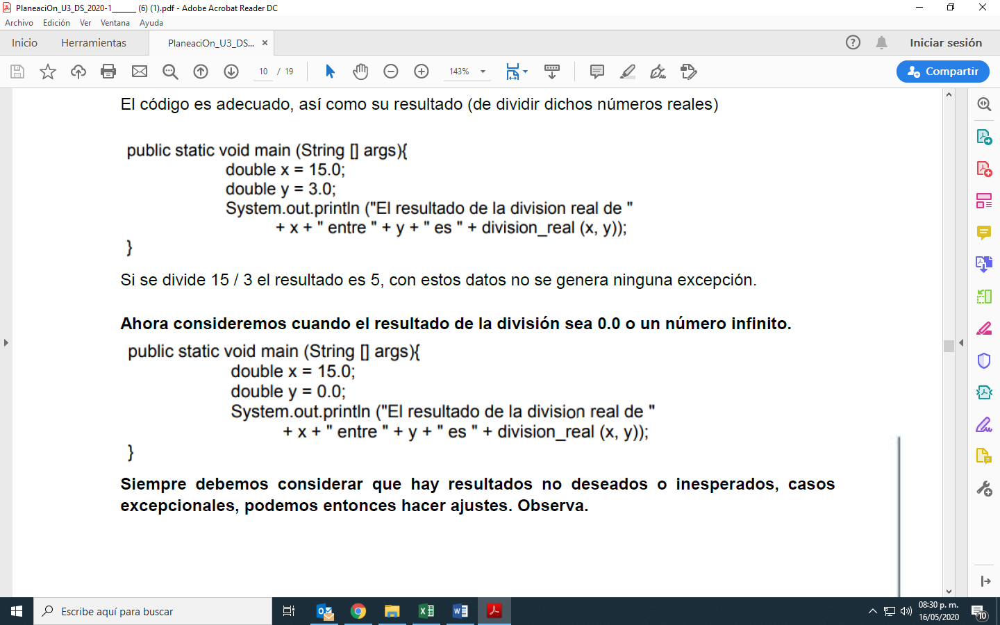 PlaneaciOn_U3_DS_2020-1______ (6) (1).pdf - Adobe Acrobat Reader DC
Archivo Edición Ver Ventana Ayuda
Inicio Herramientas PlaneaciOn_U3_DS... × Iniciar sesión
10 / 19 143% Compartir
El código es adecuado, así como su resultado (de dividir dichos números reales)
public static void main (String [] args){
double x = 15.0;
double y = 3.0;
System.out.println ("El resultado de la division real de "
+ x + " entre " + y + " es " + division_real (x, y));
}
Si se divide 15 / 3 el resultado es 5, con estos datos no se genera ninguna excepción.
Ahora consideremos cuando el resultado de la división sea 0.0 o un número infinito.
public static void main (String [] args){
double x = 15.0;
double y = 0.0;
System.out.println ("El resultado de la division real de "
+ x + " entre " + y + " es " + division_real (x, y));
}
Siempre debemos considerar que hay resultados no deseados o inesperados, casos
excepcionales, podemos entonces hacer ajustes. Observa.
Escribe aquí para buscar
08:30 p. m.
16/05/2020
10